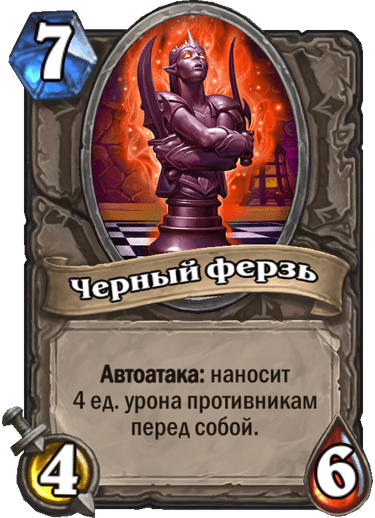 7
Черный ферзь
Автоатака: наносит
4 ед. урона противникам
перед собой.
4
6